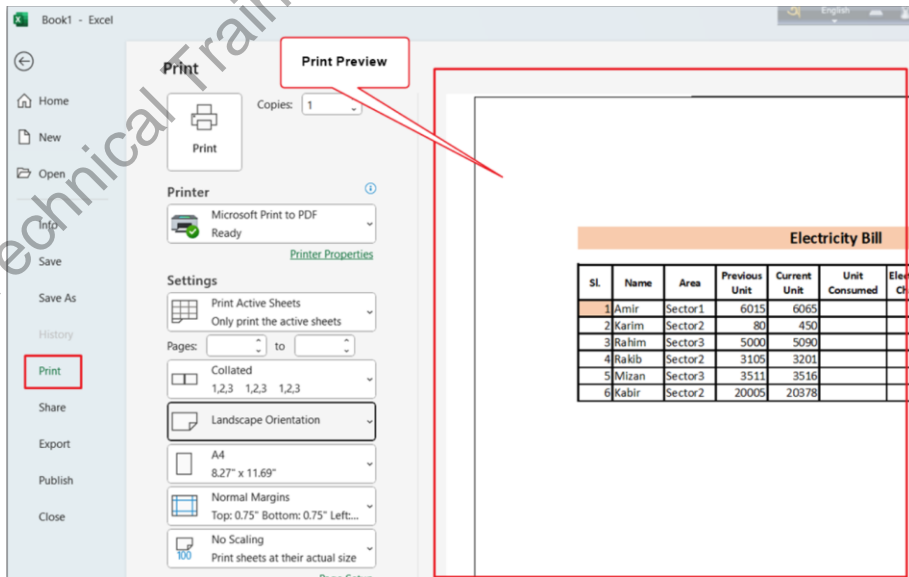 Book1 - Excel
English
Print
Print Preview
Home
New
Open
Info
Save
Save As
History
Print
Share
Export
Publish
Close
Copies: 1
Print
Printer
Microsoft Print to PDF
Ready
Printer Properties
Settings
Print Active Sheets
Only print the active sheets
Pages: to
Collated
1,2,3 1,2,3 1,2,3
Landscape Orientation
A4
8.27" x 11.69"
Normal Margins
Top: 0.75" Bottom: 0.75" Left:...
No Scaling
100
Print sheets at their actual size
Electricity Bill
Sl. Name Area Previous Unit Current Unit Unit Consumed
1 Amir Sector1 6015 6065
2 Karim Sector2 80 450
3 Rahim Sector3 5000 5090
4 Rakib Sector2 3105 3201
5 Mizan Sector3 3511 3516
6 Kabir Sector2 20005 20378